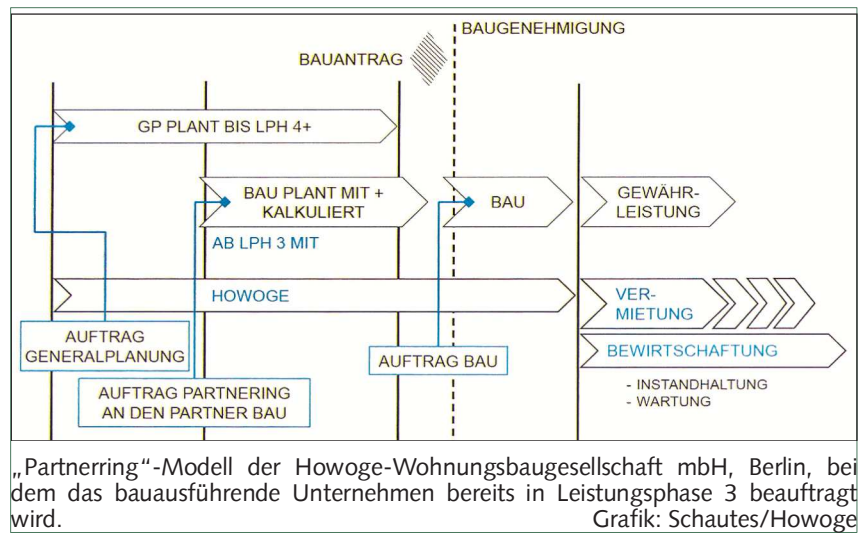 BAUGENEHMIGUNG
BAUANTRAG
GP PLANT BIS LPH 4+
BAU PLANT MIT +
KALKULIERT
BAU
GEWÄHR-
LEISTUNG
AB LPH 3 MIT
HOWOGE
VER-
MIETUNG
AUFTRAG
GENERALPLANUNG
AUFTRAG BAU
BEWIRTSCHAFTUNG
AUFTRAG PARTNERING
AN DEN PARTNER BAU
- INSTANDHALTUNG
- WARTUNG
„Partnerring“-Modell der Howoge-Wohnungsbaugesellschaft mbH, Berlin, bei
dem das bauausführende Unternehmen bereits in Leistungsphase 3 beauftragt
wird. Grafik: Schautes/Howoge